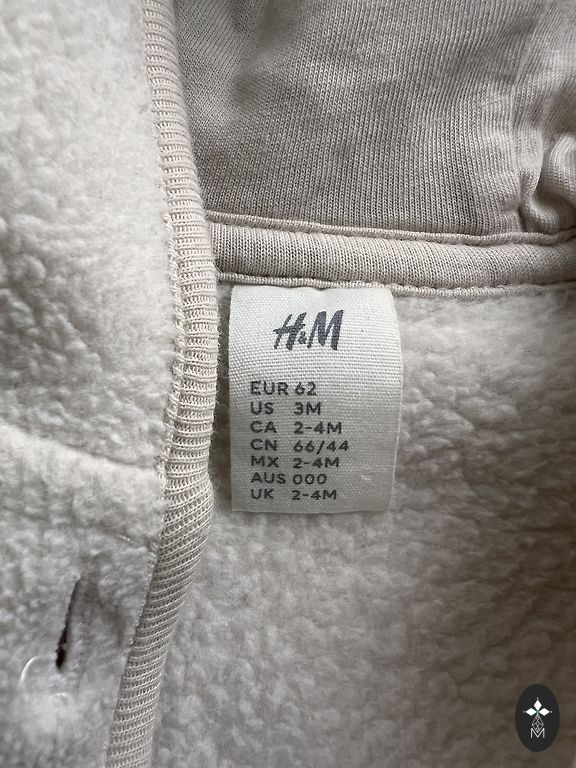 H&M
EUR 62
US 3M
CA 2-4M
CN 66/44
MX 2-4M
AUS 000
UK 2-4M
M